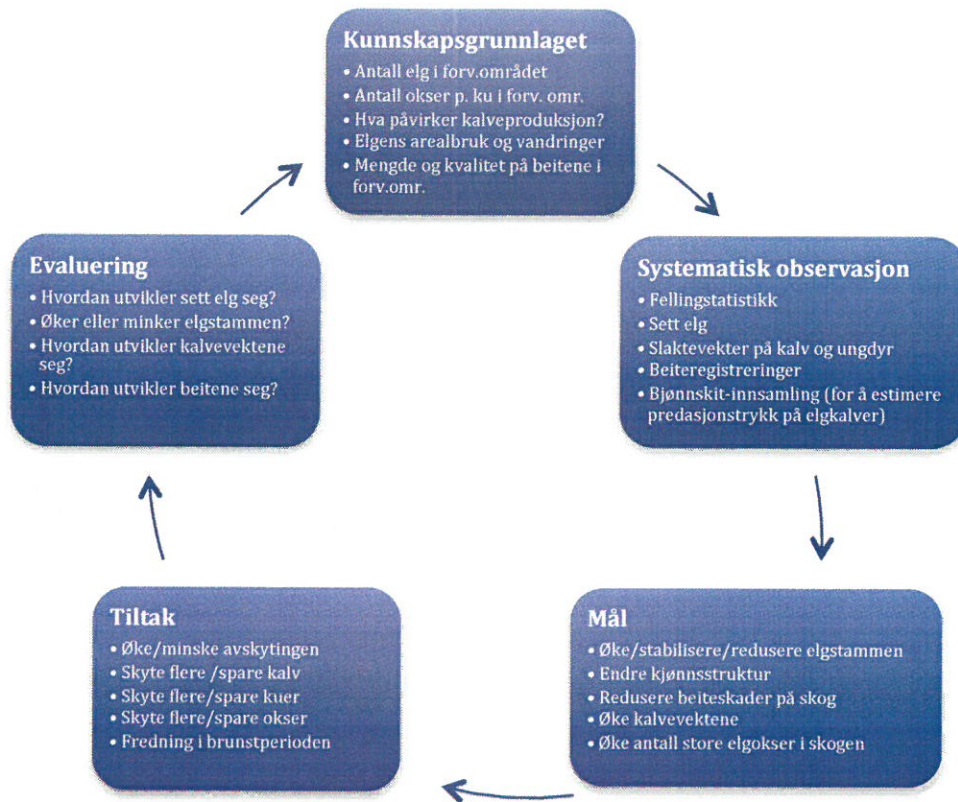 Kunnskapsgrunnlaget
• Antall elg i forv.området
• Antall okser p. ku i forv. omr.
• Hva påvirker kalveproduksjon?
• Elgens arealbruk og vandringer
• Mengde og kvalitet på beitene i
forv.omr.
Systematisk observasjon
• Fellingstatistikk
• Sett elg
• Slaktevekter på kalv og ungdyr
• Beiteregistreringer
• Bjønnskit-innsamling (for å estimere
predasjonstrykk på elgkalver)
Mål
• Øke/stabilisere/redusere elgstammen
• Endre kjønnsstruktur
• Redusere beiteskader på skog
• Øke kalvevektene
• Øke antall store elgokser i skogen
Tiltak
• Øke/minske avskytingen
• Skyte flere /spare kalv
• Skyte flere/spare kuer
• Skyte flere/spare okser
• Fredning i brunstperioden
Evaluering
• Hvordan utvikler sett elg seg?
• Øker eller minker elgstammen?
• Hvordan utvikler kalvevektene
seg?
• Hvordan utvikler beitene seg?